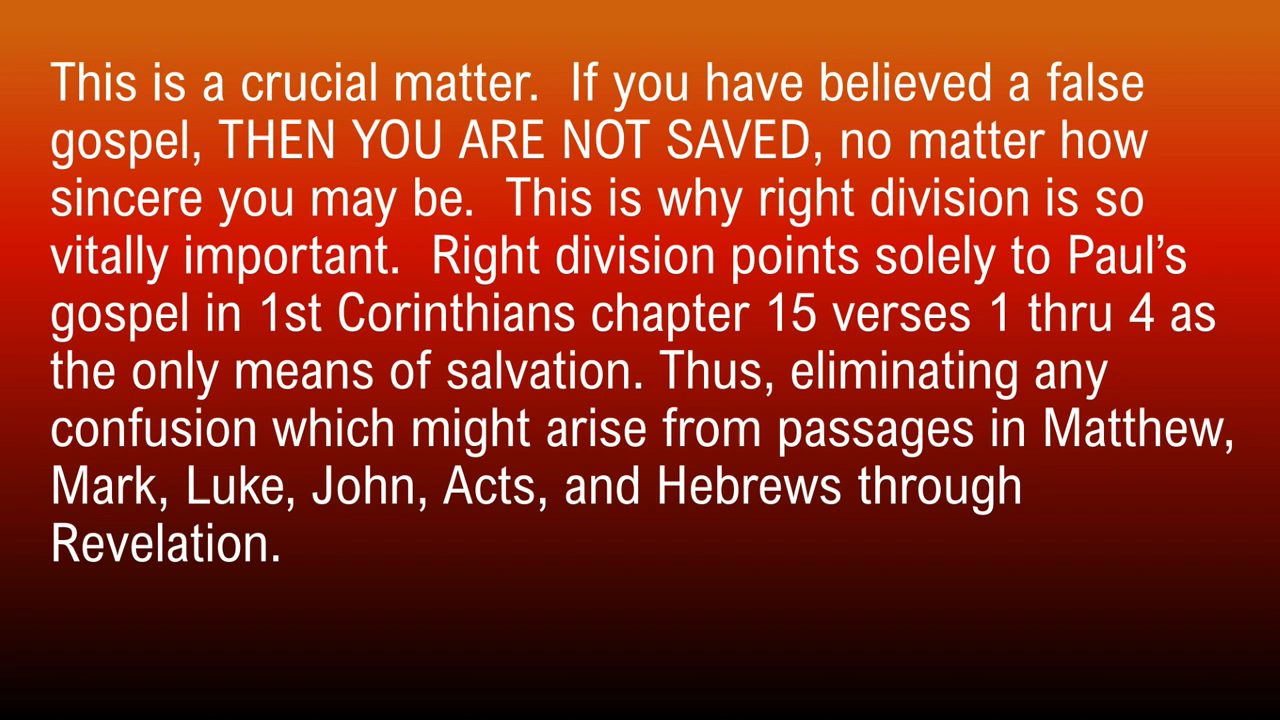 This is a crucial matter.  If you have believed a false
gospel, THEN YOU ARE NOT SAVED, no matter how
sincere you may be.  This is why right division is so
vitally important.  Right division points solely to Paul’s
gospel in 1st Corinthians chapter 15 verses 1 thru 4 as
the only means of salvation. Thus, eliminating any
confusion which might arise from passages in Matthew,
Mark, Luke, John, Acts, and Hebrews through
Revelation.